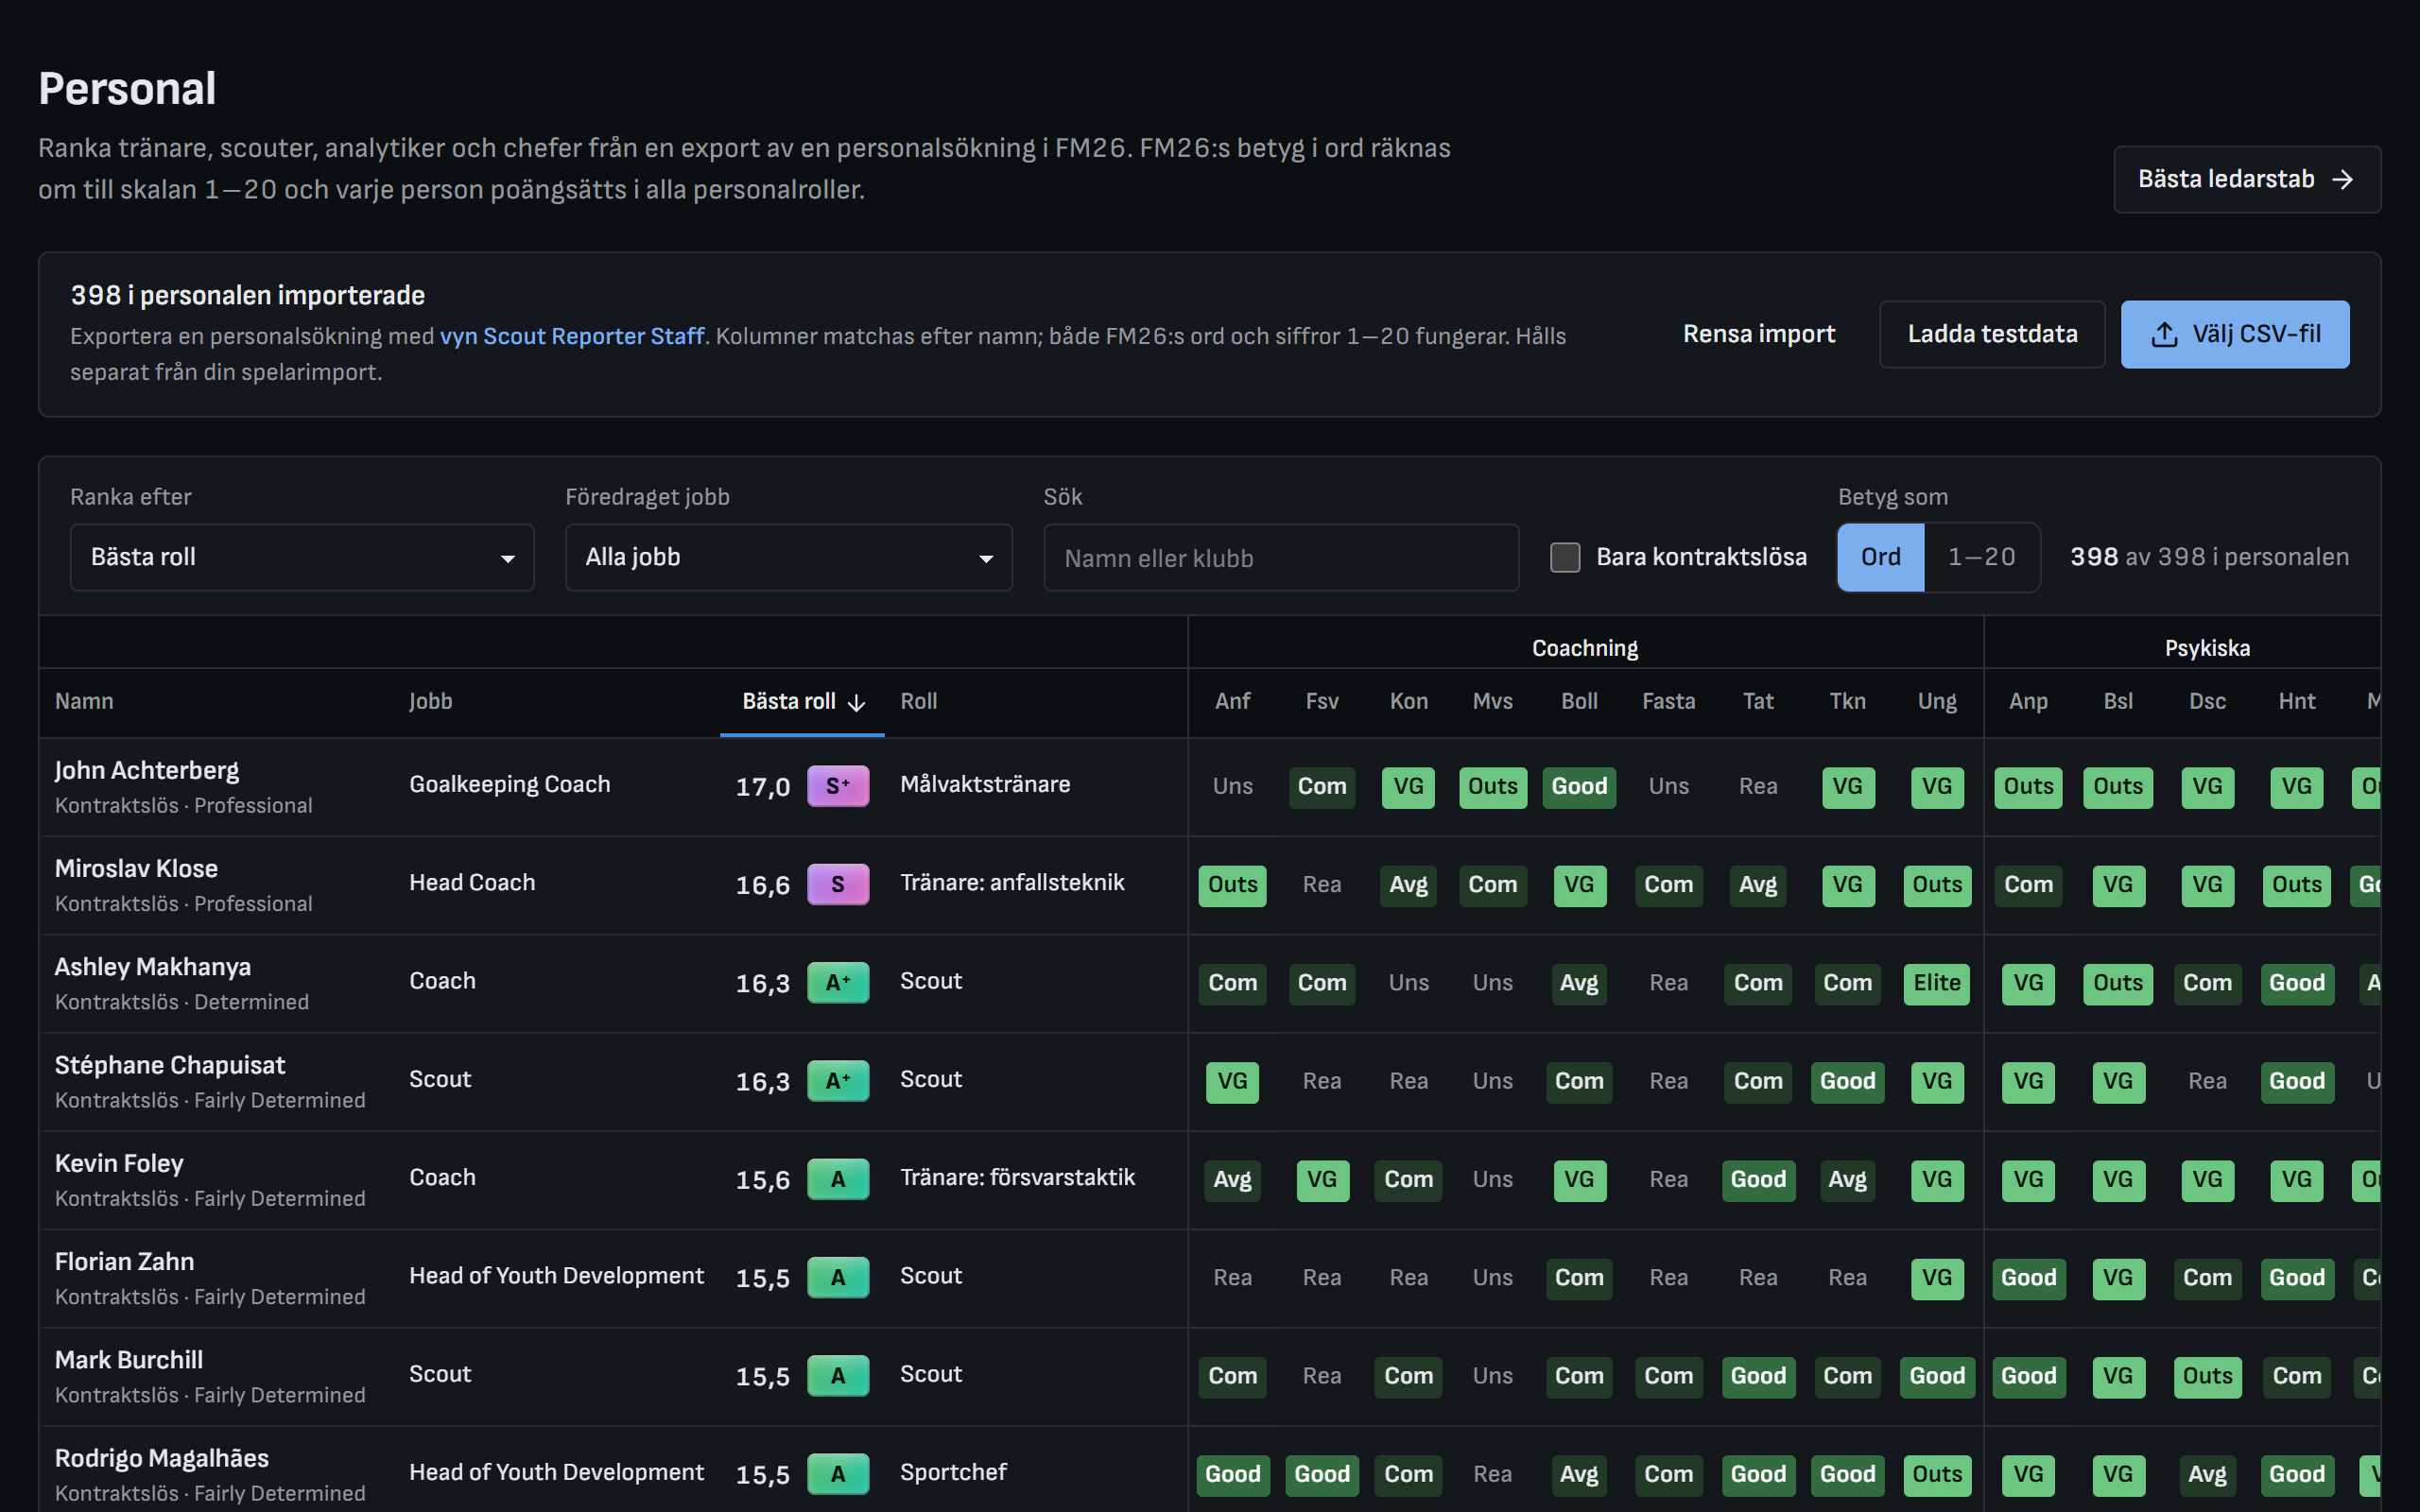 Personal
Ranka tränare, scouter, analytiker och chefer från en export av en personalsökning i FM26. FM26:s betyg i ord räknas
om till skalan 1–20 och varje person poängsätts i alla personalroller.
Bästa ledarstab →
398 i personalen importerade
Exportera en personalsökning med vyn Scout Reporter Staff. Kolumner matchas efter namn; både FM26:s ord och siffror 1–20 fungerar. Hålls
separat från din spelarimport.
Rensa import Ladda testdata Välj CSV-fil
Ranka efter Föredraget jobb Sök Betyg som
Bästa roll Alla jobb Namn eller klubb Bara kontraktslösa Ord 1–20 398 av 398 i personalen
Coachning Psykiska
Namn Jobb Bästa roll ↓ Roll Anf Fsv Kon Mvs Boll Fasta Tat Tkn Ung Anp Bsl Dsc Hnt
John Achterberg Goalkeeping Coach 17,0 S+ Målvaktstränare Uns Com VG Outs Good Uns Rea VG VG Outs Outs VG VG
Kontraktslös · Professional
Miroslav Klose Head Coach 16,6 S Tränare: anfallsteknik Outs Rea Avg Com VG Com Avg VG Outs Com VG VG Outs
Kontraktslös · Professional
Ashley Makhanya Coach 16,3 A+ Scout Com Com Uns Uns Avg Rea Com Com Elite VG Outs Com Good
Kontraktslös · Determined
Stéphane Chapuisat Scout 16,3 A+ Scout VG Rea Rea Uns Com Rea Com Good VG VG VG Rea Good
Kontraktslös · Fairly Determined
Kevin Foley Coach 15,6 A Tränare: försvarstaktik Avg VG Com Uns VG Rea Good Avg VG VG VG VG VG
Kontraktslös · Fairly Determined
Florian Zahn Head of Youth Development 15,5 A Scout Rea Rea Rea Uns Com Rea Rea Rea VG Good VG Com Good
Kontraktslös · Fairly Determined
Mark Burchill Scout 15,5 A Scout Com Rea Com Uns Com Com Good Com Good Good VG Outs Com
Kontraktslös · Fairly Determined
Rodrigo Magalhães Head of Youth Development 15,5 A Sportchef Good Good Com Rea Avg Com Good Good Outs VG VG Avg Good
Kontraktslös · Fairly Determined